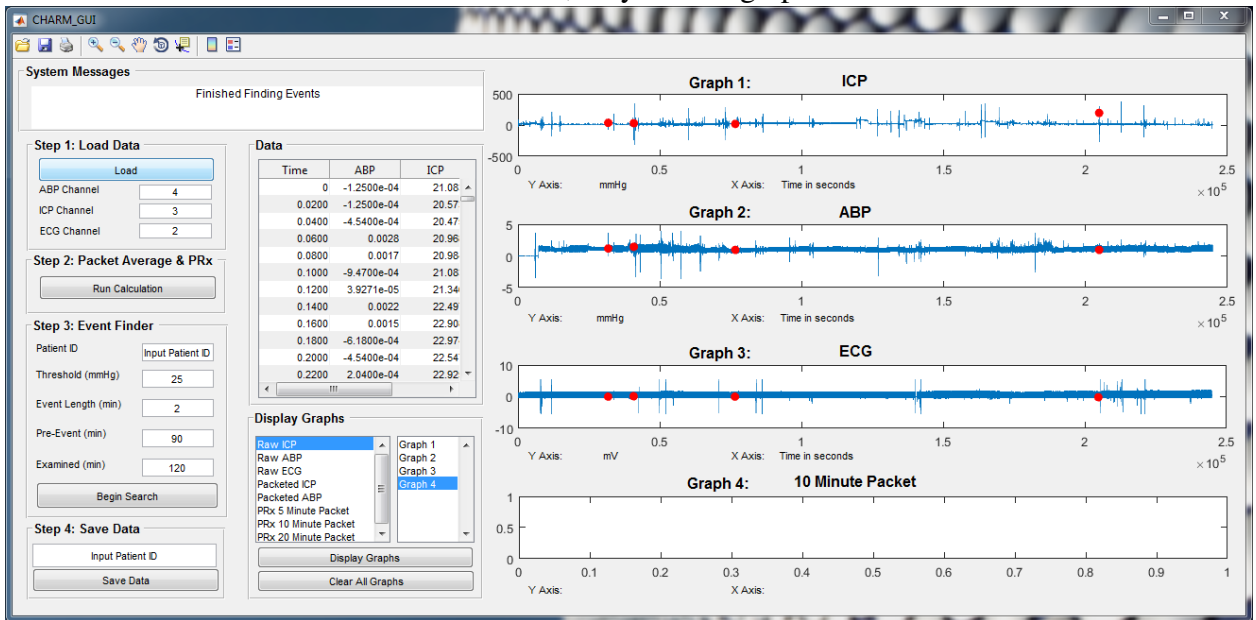 CHARM_GUI
System Messages
Finished Finding Events
Step 1: Load Data
Load
ABP Channel 4
ICP Channel 3
ECG Channel 2
Step 2: Packet Average & PRx
Run Calculation
Step 3: Event Finder
Patient ID Input Patient ID
Threshold (mmHg) 25
Event Length (min) 2
Pre-Event (min) 90
Examined (min) 120
Begin Search
Step 4: Save Data
Input Patient ID
Save Data
Data
Time ABP ICP
0 -1.2500e-04 21.08
0.0200 -1.2500e-04 20.57
0.0400 -4.5400e-04 20.47
0.0600 0.0028 20.96
0.0800 0.0017 20.98
0.1000 -9.4700e-04 21.08
0.1200 3.9271e-05 21.34
0.1400 0.0022 22.49
0.1600 0.0015 22.90
0.1800 -6.1800e-04 22.97
0.2000 -4.5400e-04 22.54
0.2200 2.0400e-04 22.92
Display Graphs
Raw ICP
Raw ABP
Raw ECG
Packeted ICP
Packeted ABP
PRx 5 Minute Packet
PRx 10 Minute Packet
PRx 20 Minute Packet
Graph 1
Graph 2
Graph 3
Graph 4
Display Graphs
Clear All Graphs
Graph 1: ICP
500
0
-500
0 0.5 1 1.5 2 2.5
Y Axis: mmHg X Axis: Time in seconds
×10^5
Graph 2: ABP
5
0
-5
0 0.5 1 1.5 2 2.5
Y Axis: mmHg X Axis: Time in seconds
×10^5
Graph 3: ECG
10
0
-10
0 0.5 1 1.5 2 2.5
Y Axis: mV X Axis: Time in seconds
×10^5
Graph 4: 10 Minute Packet
1
0.5
0
0 0.1 0.2 0.3 0.4 0.5 0.6 0.7 0.8 0.9 1
Y Axis: X Axis: